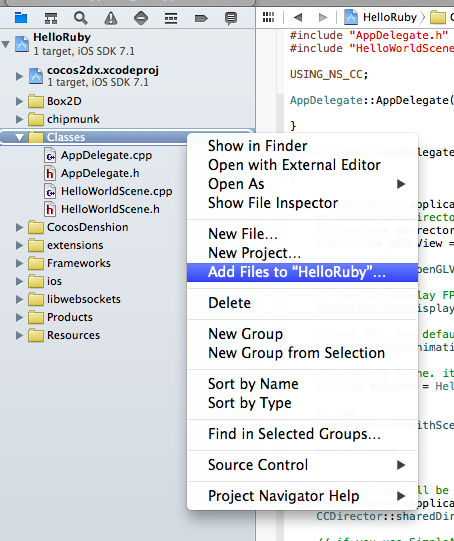 HelloRuby
1 target, iOS SDK 7.1
cocos2dx.xcodeproj
1 target, iOS SDK 7.1
Box2D
chipmunk
Classes
AppDelegate.cpp
AppDelegate.h
HelloWorldScene.cpp
HelloWorldScene.h
CocosDenshion
extensions
Frameworks
ios
libwebsockets
Products
Resources
Show in Finder
Open with External Editor
Open As
Show File Inspector
New File...
New Project...
Add Files to “HelloRuby”...
Delete
New Group
New Group from Selection
Sort by Name
Sort by Type
Find in Selected Groups...
Source Control
Project Navigator Help
HelloRuby
#include "AppDelegate.h"
#include "HelloWorldScene
USING_NS_CC;
AppDelegate::AppDelegate(
}
CCDirector::sharedDir